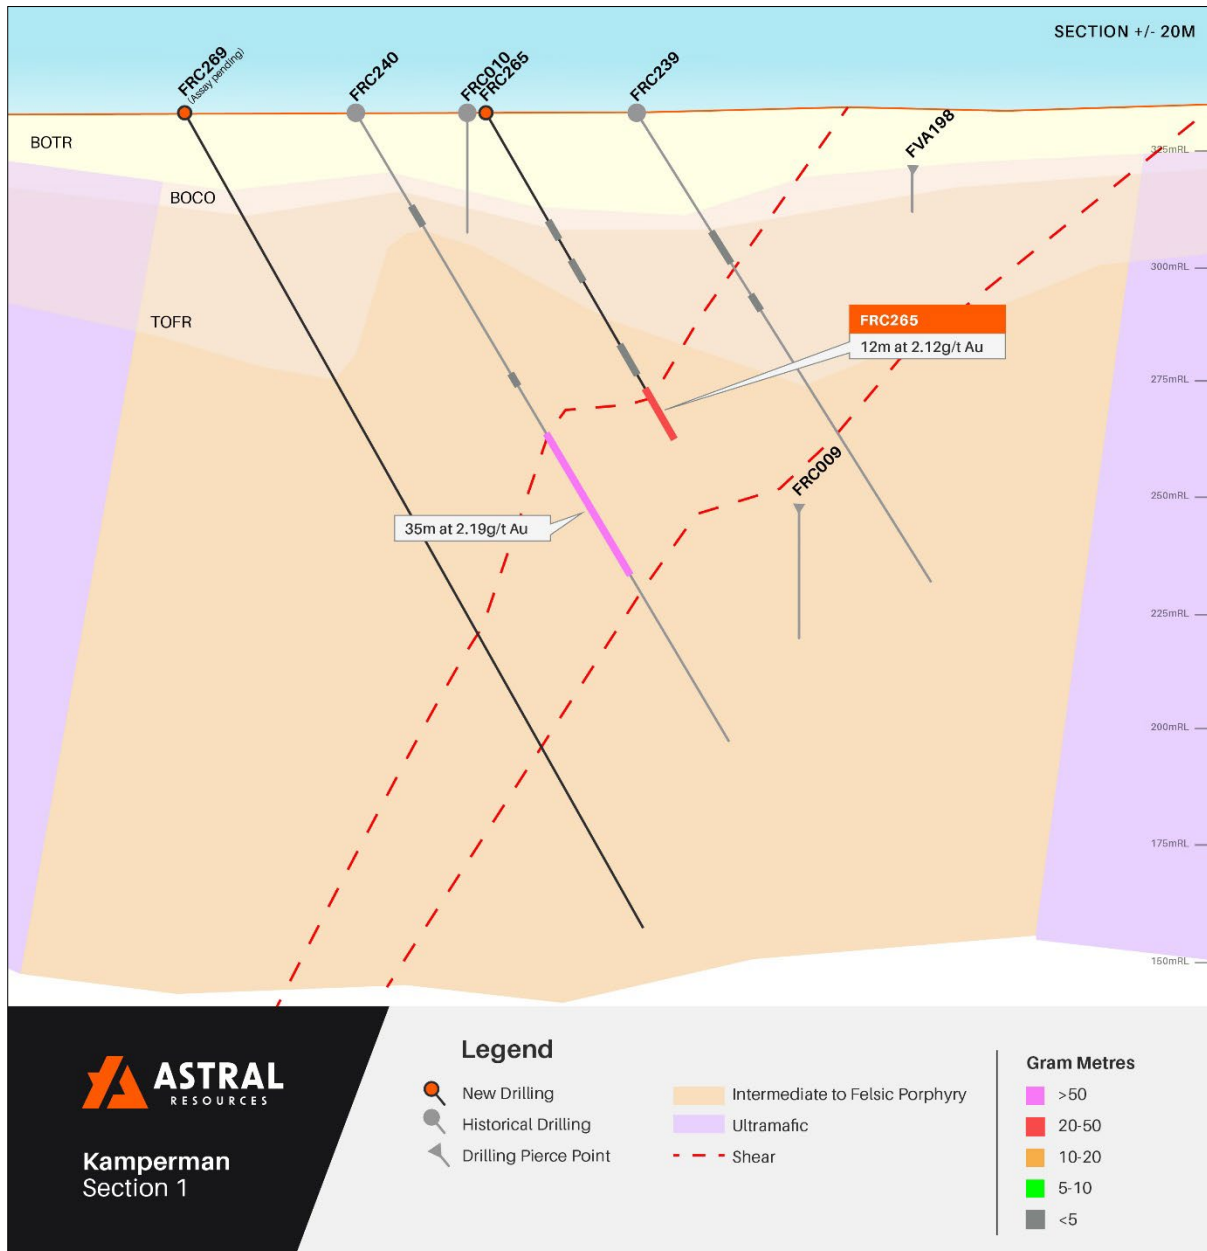 SECTION +/- 20M
FRC269
(Assay pending)
FRC240
FRC010
FRC265
FRC239
FVA198
BOTR
BOCO
TOFR
325mRL
300mRL
275mRL
250mRL
225mRL
200mRL
175mRL
150mRL
FRC265
12m at 2.12g/t Au
FRC009
35m at 2.19g/t Au
ASTRAL
RESOURCES
Kamperman
Section 1
Legend
New Drilling
Historical Drilling
Drilling Pierce Point
Intermediate to Felsic Porphyry
Ultramafic
Shear
Gram Metres
>50
20-50
10-20
5-10
<5